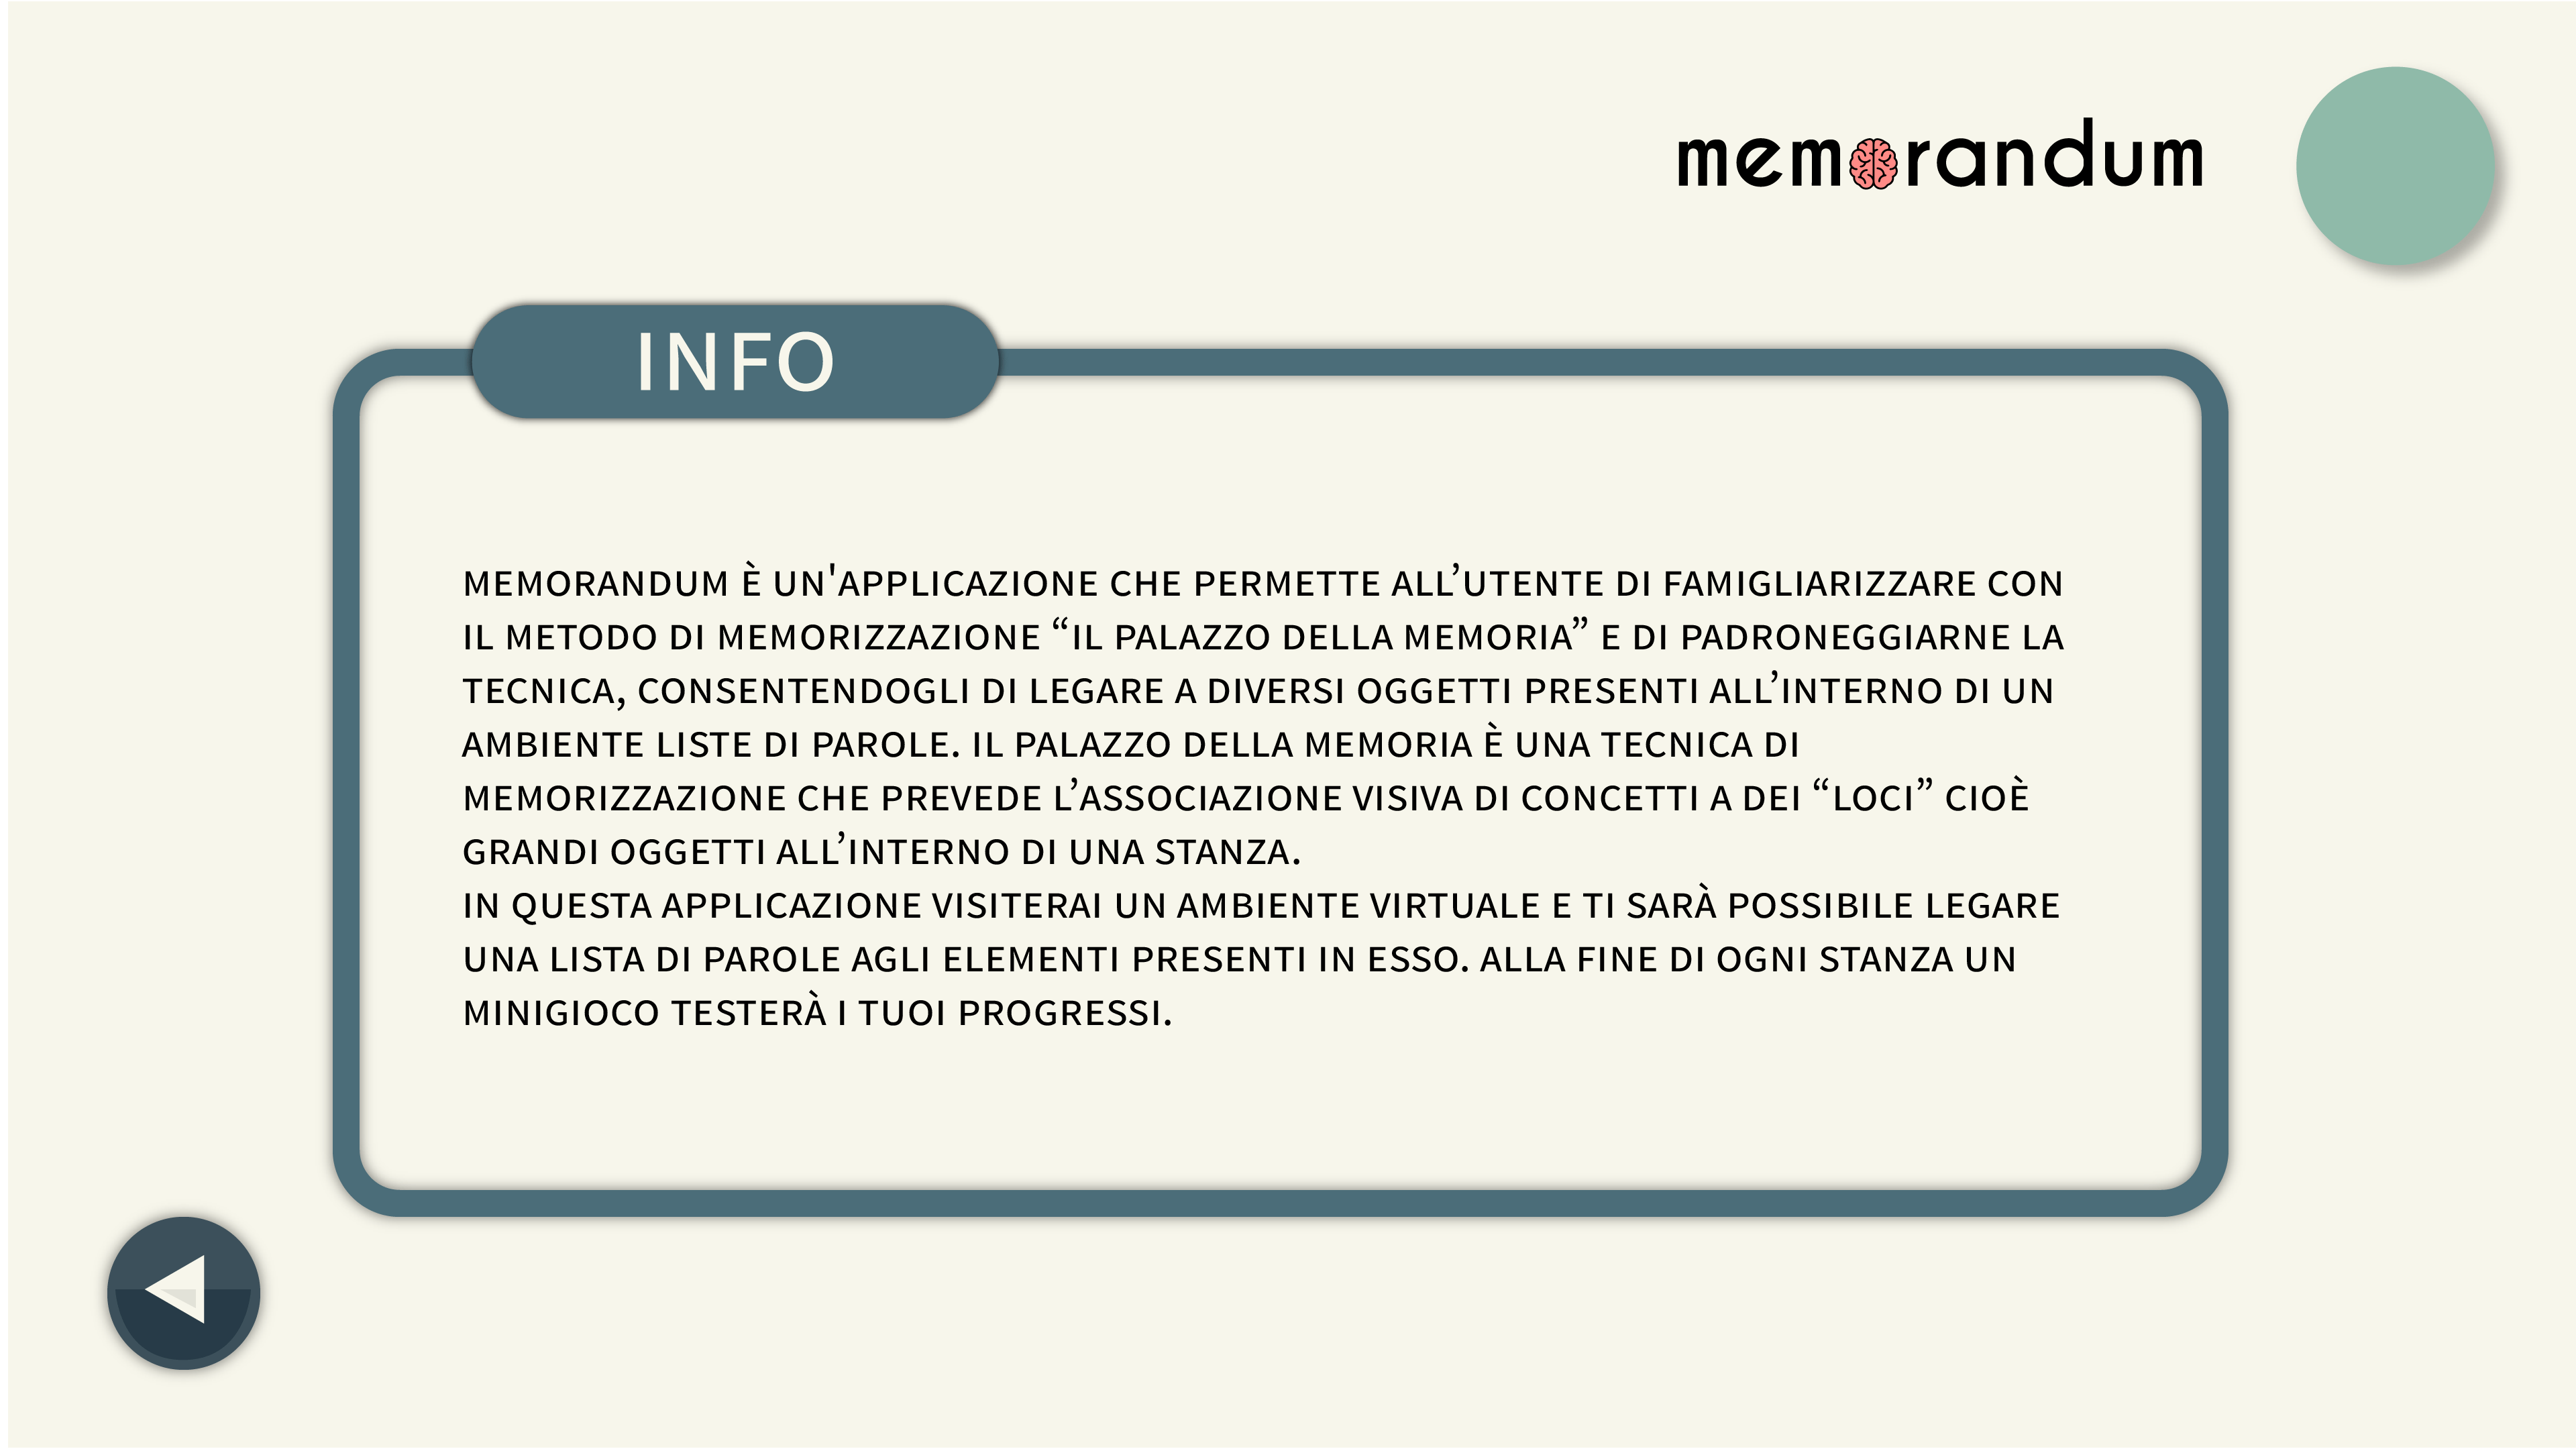 memorandum
INFO
MEMORANDUM È UN'APPLICAZIONE CHE PERMETTE ALL’UTENTE DI FAMIGLIARIZZARE CON
IL METODO DI MEMORIZZAZIONE “IL PALAZZO DELLA MEMORIA” E DI PADRONEGGIARNE LA
TECNICA, CONSENTENDOGLI DI LEGARE A DIVERSI OGGETTI PRESENTI ALL’INTERNO DI UN
AMBIENTE LISTE DI PAROLE. IL PALAZZO DELLA MEMORIA È UNA TECNICA DI
MEMORIZZAZIONE CHE PREVEDE L’ASSOCIAZIONE VISIVA DI CONCETTI A DEI “LOCI” CIOÈ
GRANDI OGGETTI ALL’INTERNO DI UNA STANZA.
IN QUESTA APPLICAZIONE VISITERAI UN AMBIENTE VIRTUALE E TI SARÀ POSSIBILE LEGARE
UNA LISTA DI PAROLE AGLI ELEMENTI PRESENTI IN ESSO. ALLA FINE DI OGNI STANZA UN
MINIGIOCO TESTERÀ I TUOI PROGRESSI.